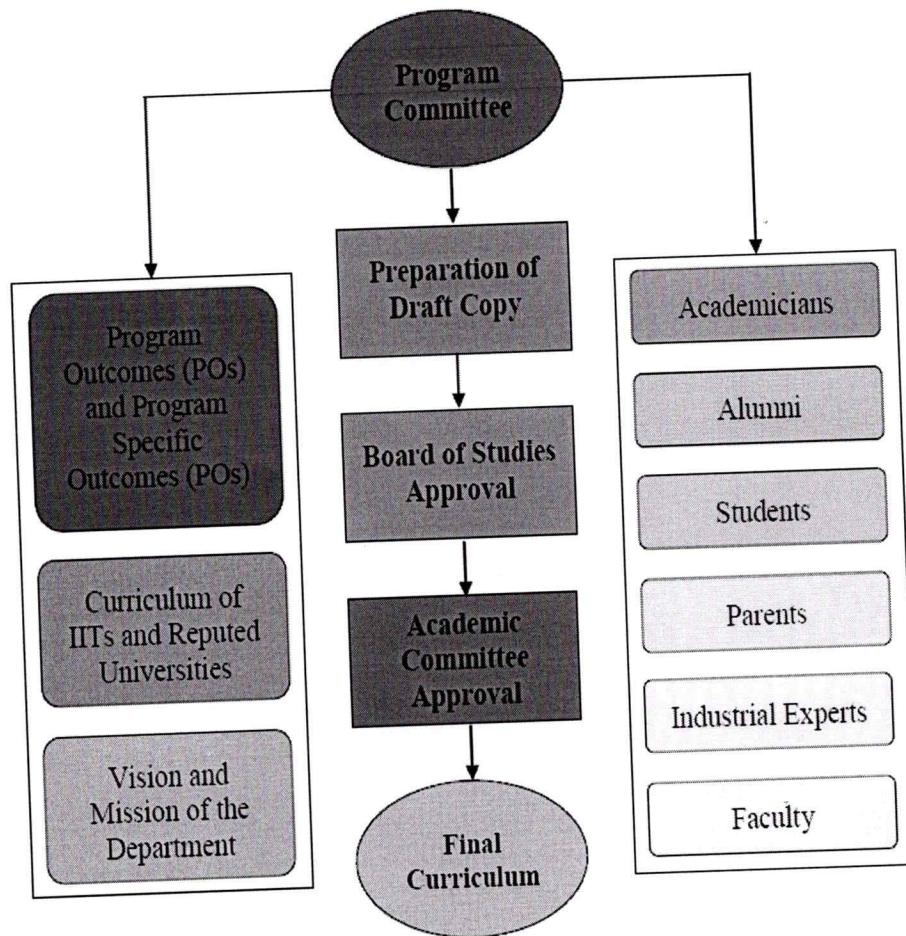 Program
Committee
Program
Outcomes (POs)
and Program
Specific
Outcomes (POs)
Curriculum of
IITs and Reputed
Universities
Vision and
Mission of the
Department
Preparation of
Draft Copy
Board of Studies
Approval
Academic
Committee
Approval
Final
Curriculum
Academicians
Alumni
Students
Parents
Industrial Experts
Faculty